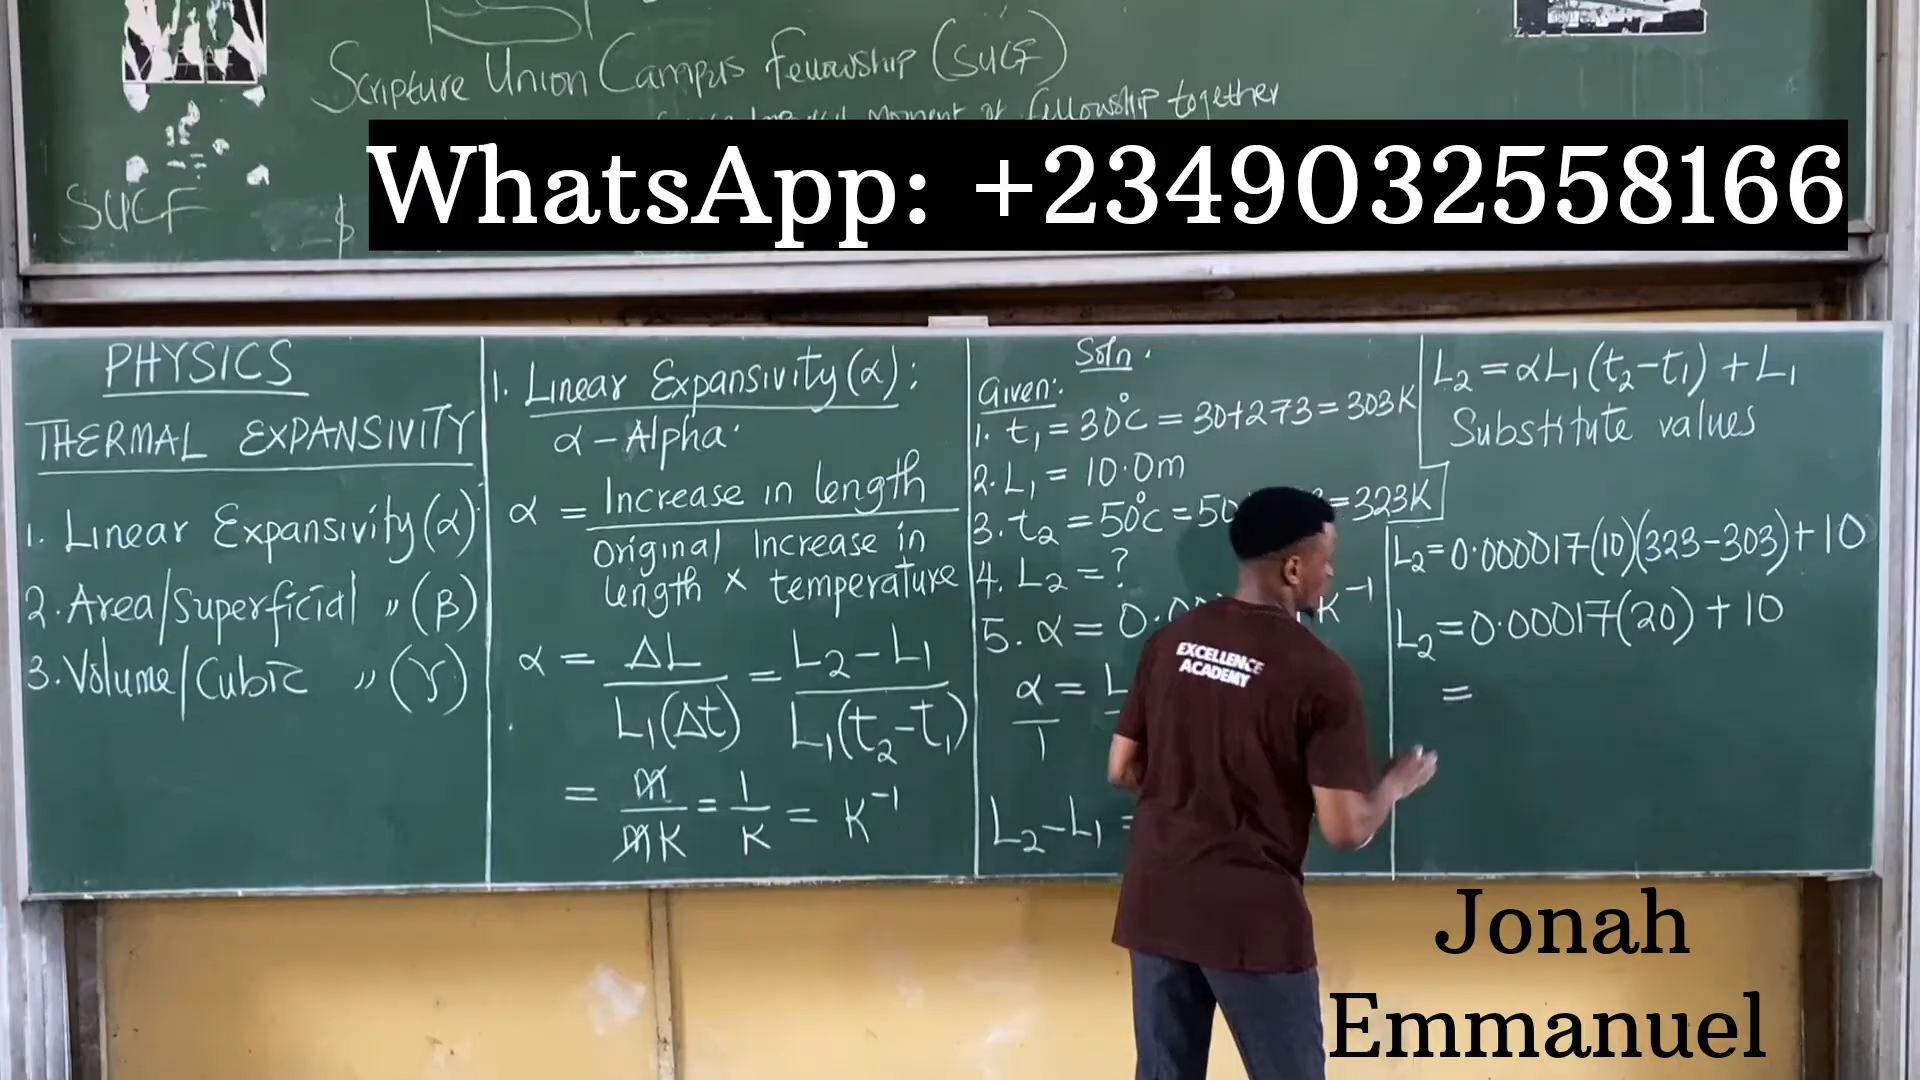 Scripture Union Campus Fellowship (SUCF)
Moment of fellowship together
WhatsApp: +2349032558166
SUCF
$
PHYSICS
THERMAL EXPANSIVITY
1. Linear Expansivity (α)
2. Area/Superficial 〃 (β)
3. Volume/Cubic 〃 (γ)
1. Linear Expansivity (α):
α - Alpha
α = Increase in length
Original length × Increase in temperature
α = ΔL / L₁(Δt) = L₂ - L₁ / L₁(t₂ - t₁)
= m / mK = 1 / K = K⁻¹
Soln.
Given:
1. t₁ = 30°C = 30 + 273 = 303K
2. L₁ = 10.0m
3. t₂ = 50°C = 50 = 323K
4. L₂ = ?
5. α = 0.00 K⁻¹
α / 1 = L
L₂ - L₁ =
L₂ = αL₁(t₂ - t₁) + L₁
Substitute values
L₂ = 0.000017(10)(323 - 303) + 10
L₂ = 0.00017(20) + 10
=
EXCELLENCE
ACADEMY
Jonah
Emmanuel